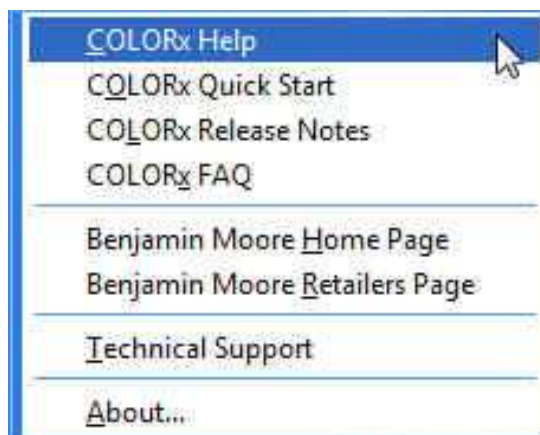 COLORx Help
COLORx Quick Start
COLORx Release Notes
COLORx FAQ
Benjamin Moore Home Page
Benjamin Moore Retailers Page
Technical Support
About...